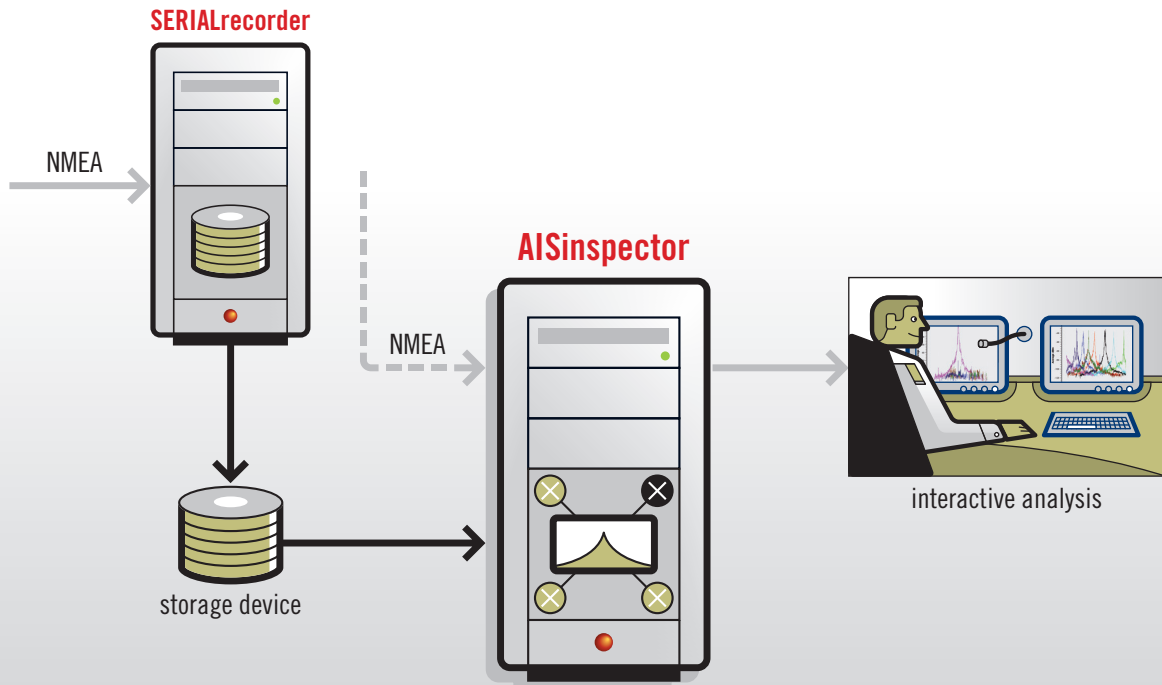 SERIALrecorder
NMEA
AISinspector
NMEA
interactive analysis
storage device